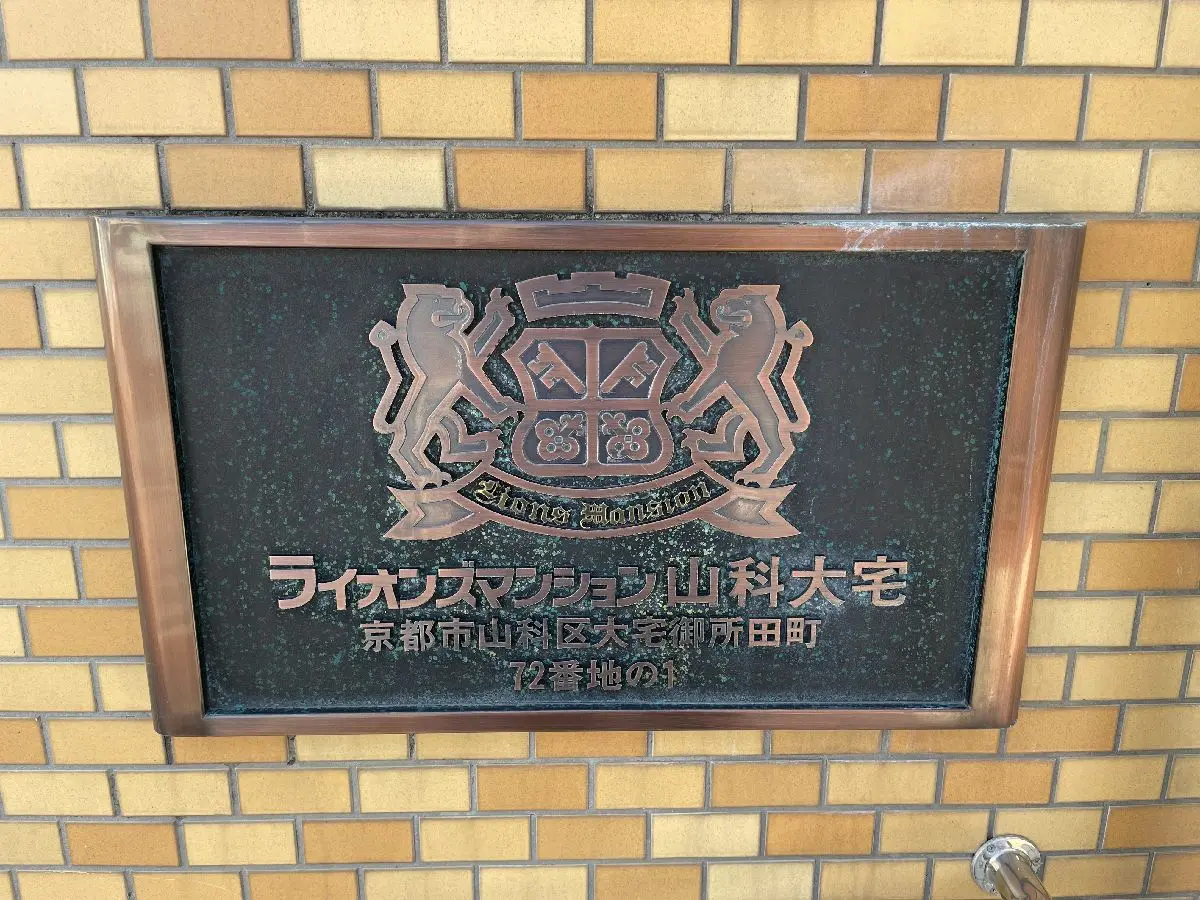 Lions Mansion
ライオンズマンション山科大宅
京都市山科区大宅御所田町
72番地の1